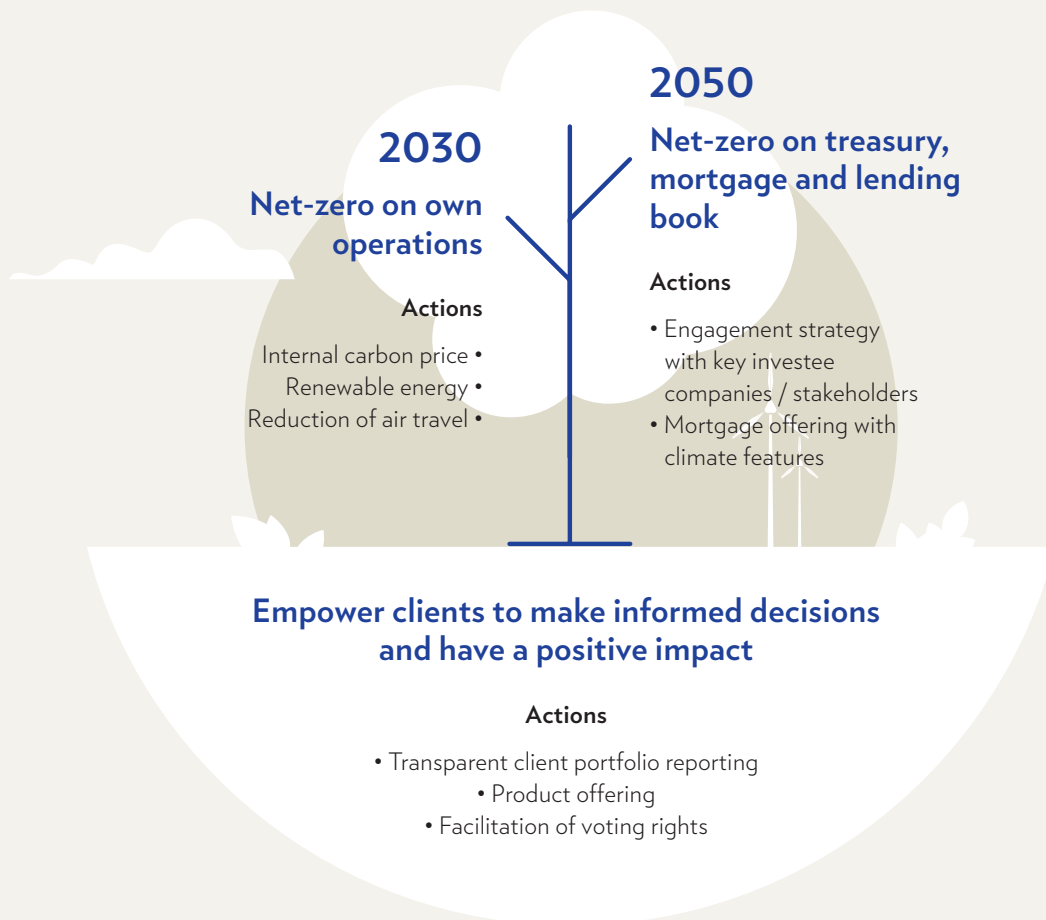 2030
Net-zero on own
operations
Actions
Internal carbon price •
Renewable energy •
Reduction of air travel •
2050
Net-zero on treasury,
mortgage and lending
book
Actions
• Engagement strategy
with key investee
companies / stakeholders
• Mortgage offering with
climate features
Empower clients to make informed decisions
and have a positive impact
Actions
• Transparent client portfolio reporting
• Product offering
• Facilitation of voting rights